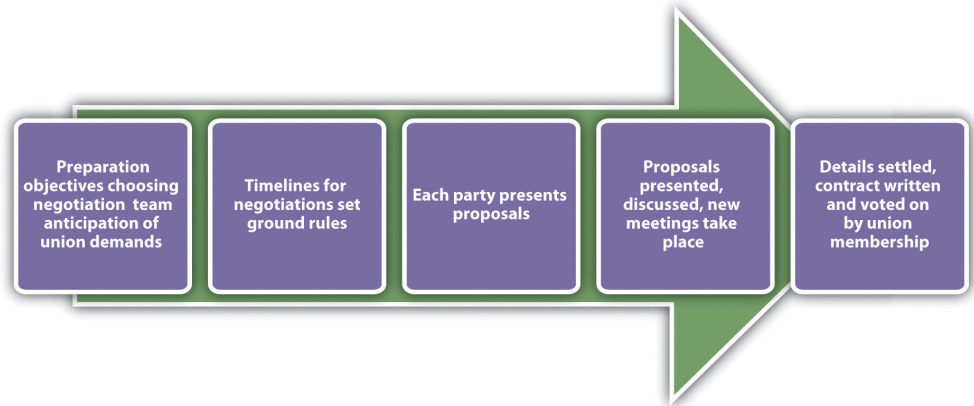 Preparation
objectives choosing
negotiation team
anticipation of
union demands
Timelines for
negotiations set
ground rules
Each party presents
proposals
Proposals
presented,
discussed, new
meetings take
place
Details settled,
contract written
and voted on
by union
membership